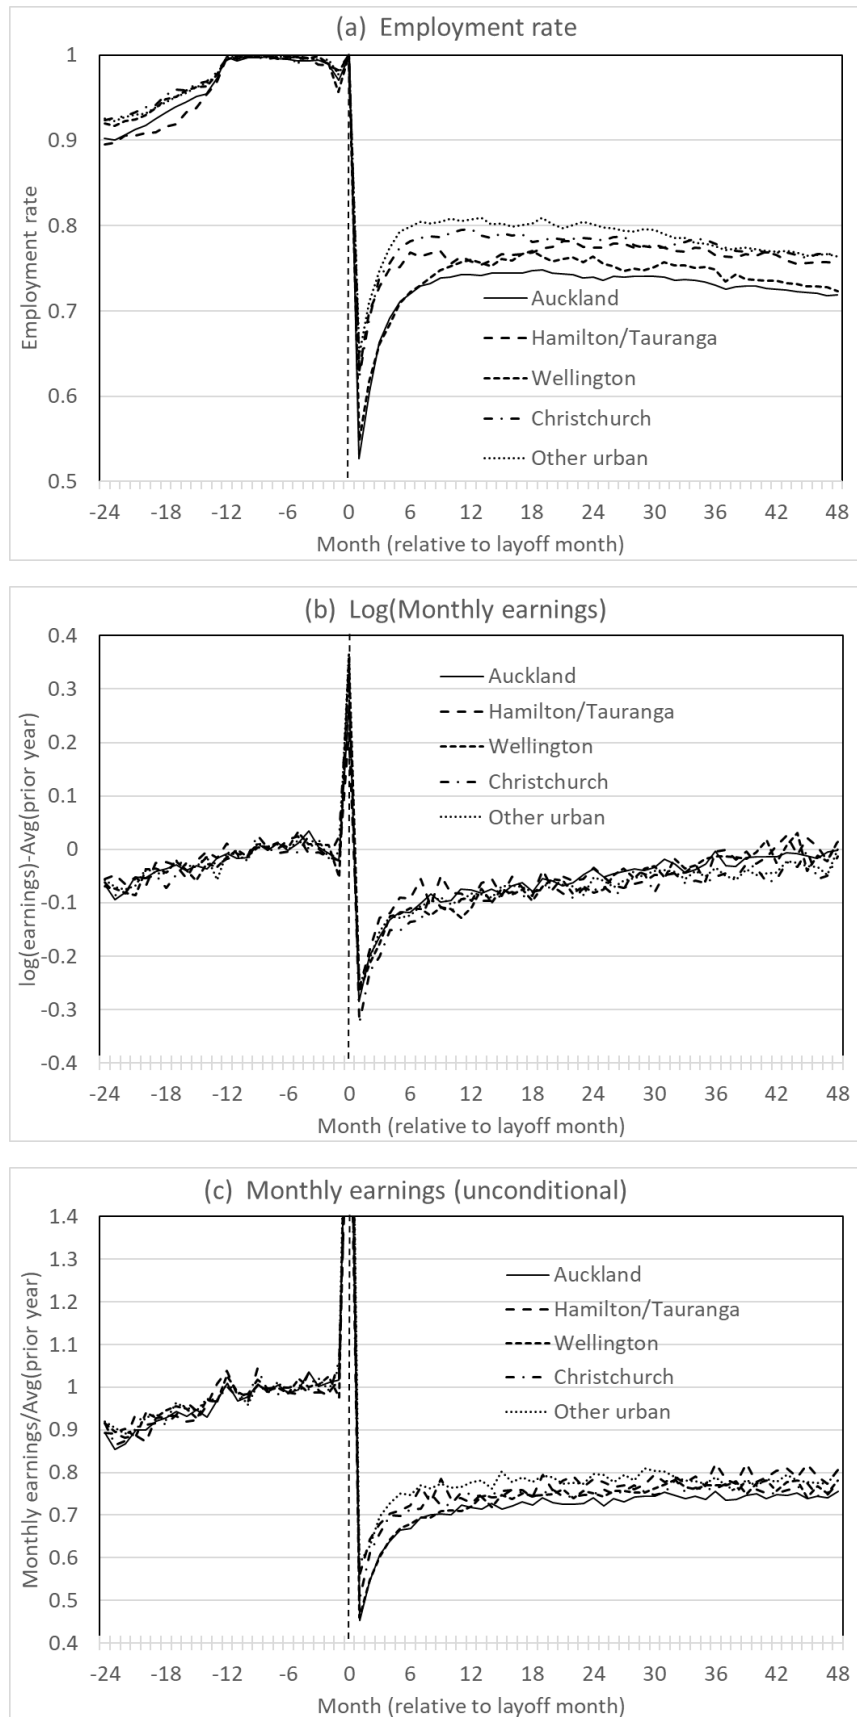 (a) Employment rate
Employment rate
1
0.9
0.8
0.7
0.6
0.5
Auckland
Hamilton/Tauranga
Wellington
Christchurch
Other urban
-24 -18 -12 -6 0 6 12 18 24 30 36 42 48
Month (relative to layoff month)
(b) Log(Monthly earnings)
log(earnings)-Avg(prior year)
0.4
0.3
0.2
0.1
0
-0.1
-0.2
-0.3
-0.4
Auckland
Hamilton/Tauranga
Wellington
Christchurch
Other urban
-24 -18 -12 -6 0 6 12 18 24 30 36 42 48
Month (relative to layoff month)
(c) Monthly earnings (unconditional)
Monthly earnings/Avg(prior year)
1.4
1.3
1.2
1.1
1
0.9
0.8
0.7
0.6
0.5
0.4
Auckland
Hamilton/Tauranga
Wellington
Christchurch
Other urban
-24 -18 -12 -6 0 6 12 18 24 30 36 42 48
Month (relative to layoff month)